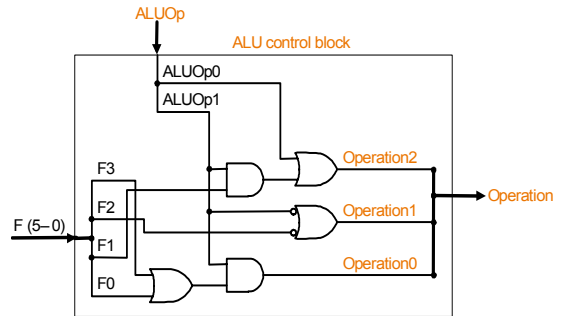 ALUOp
ALU control block
ALUOp0
ALUOp1
F3
Operation2
Operation
F2
Operation1
F (5–0)
F1
Operation0
F0